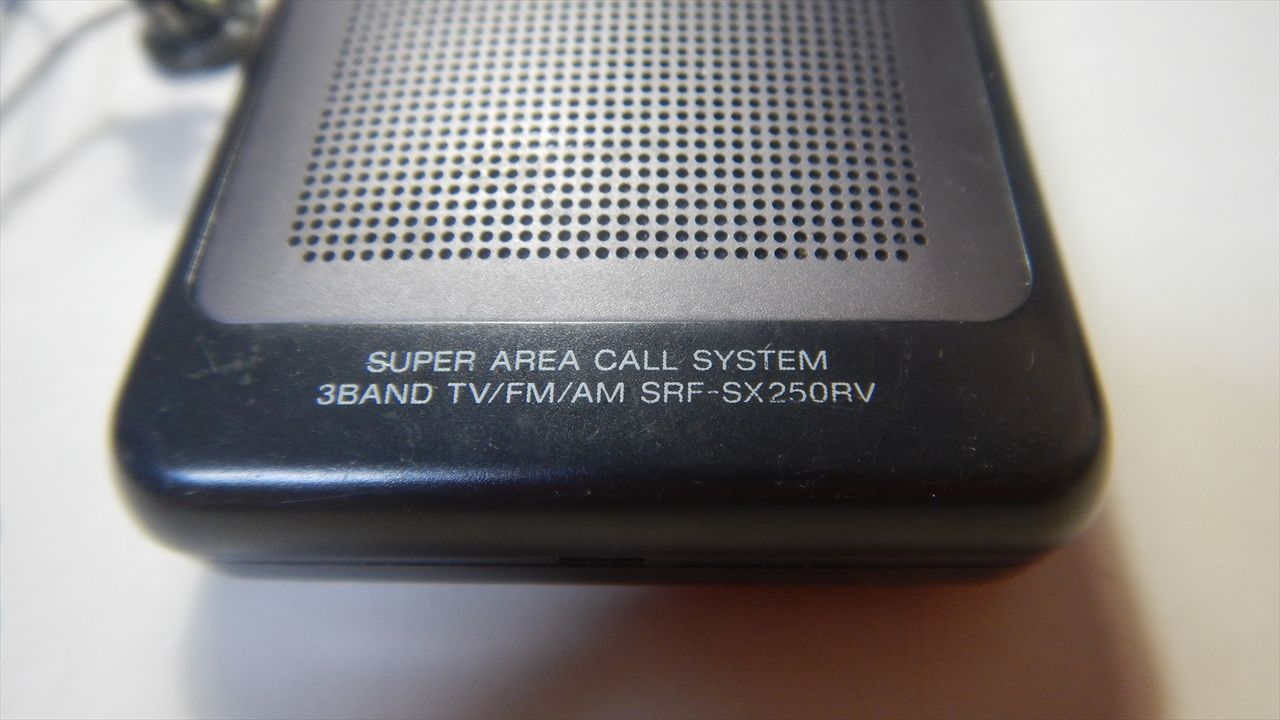 SUPER AREA CALL SYSTEM
3BAND TV/FM/AM SRF-SX250RV